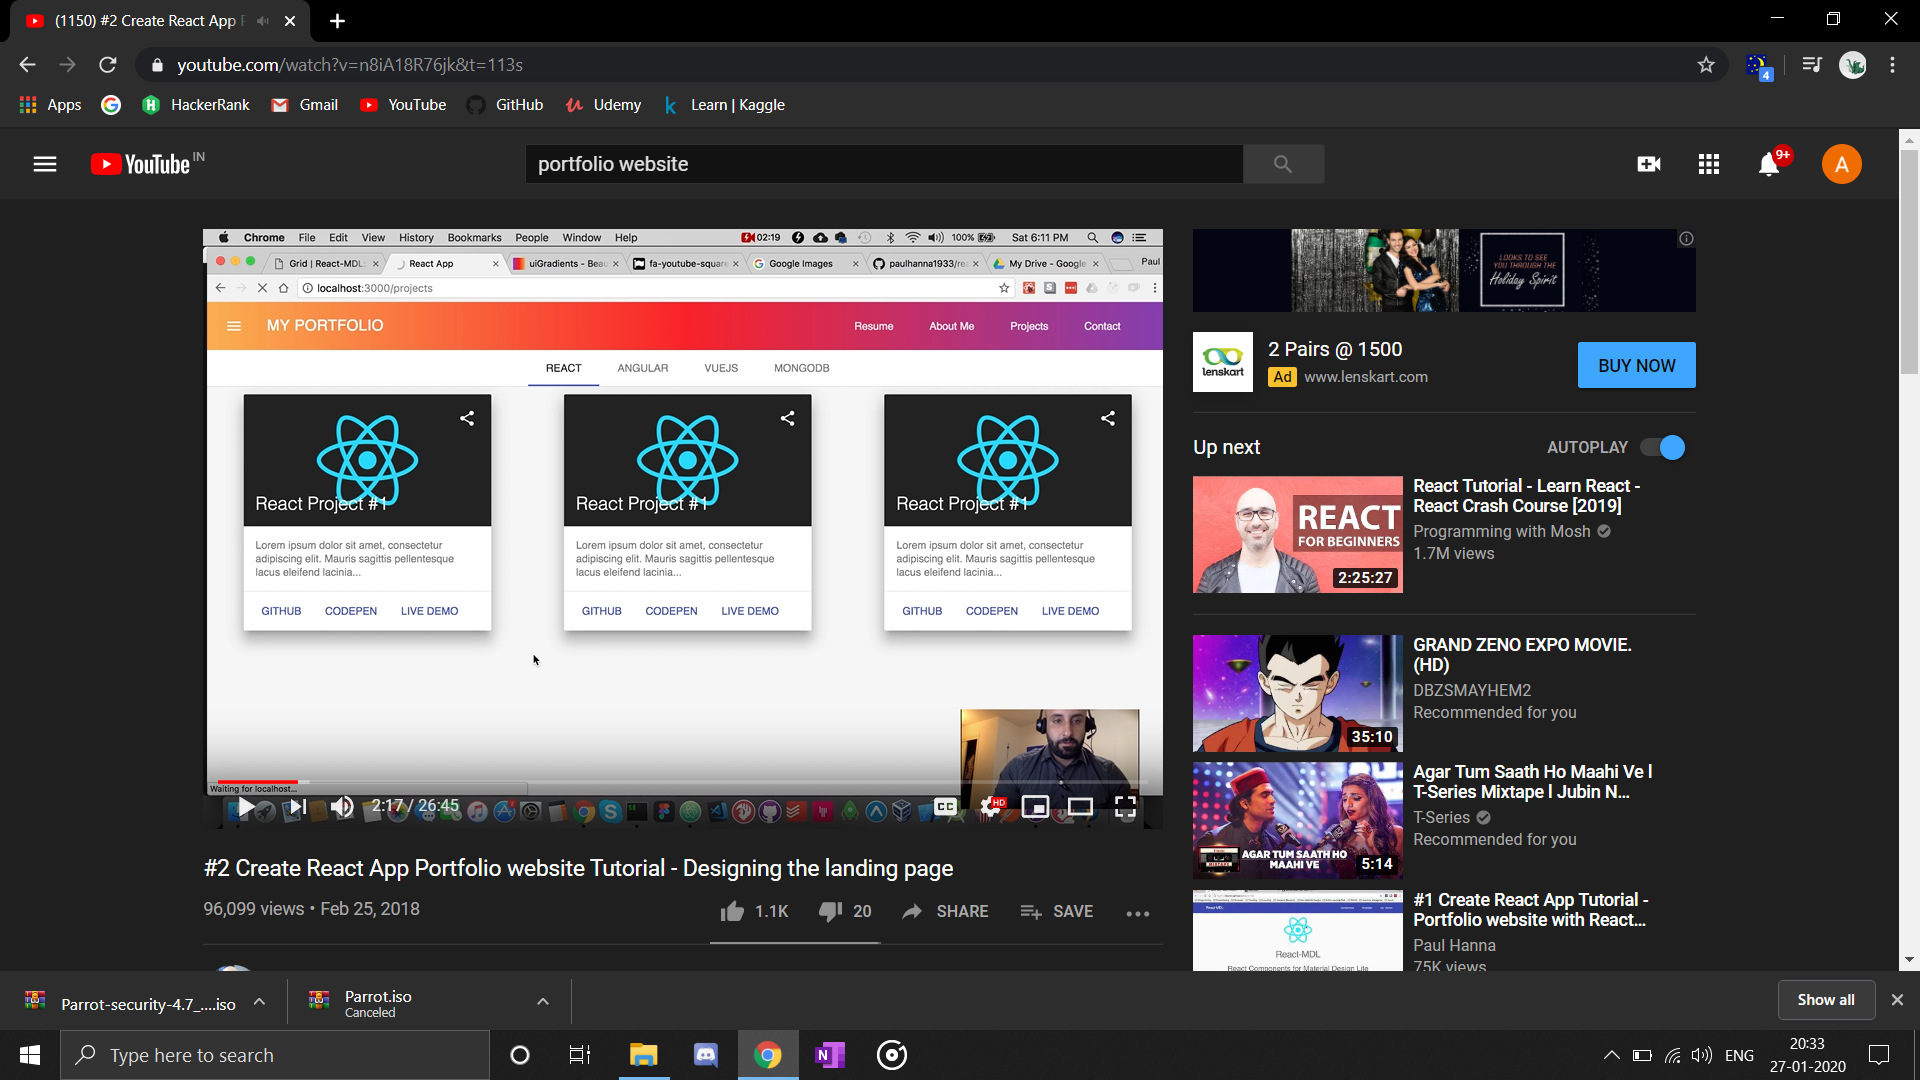 (1150) #2 Create React App
youtube.com/watch?v=n8iA18R76jk&t=113s
4
Apps
HackerRank
Gmail
YouTube
GitHub
Udemy
Learn | Kaggle
YouTube IN
portfolio website
9+
A
Chrome File Edit View History Bookmarks People Window Help
02:19
100%
Sat 6:11 PM
Grid | React-MDL:
React App
uiGradients - Beau
fa-youtube-square
Google Images
paulhanna1933/re
My Drive - Google
Paul
localhost:3000/projects
MY PORTFOLIO
Resume About Me Projects Contact
REACT ANGULAR VUEJS MONGODB
React Project #1
Lorem ipsum dolor sit amet, consectetur
adipiscing elit. Mauris sagittis pellentesque
lacus eleifend lacinia...
GITHUB CODEPEN LIVE DEMO
React Project #1
Lorem ipsum dolor sit amet, consectetur
adipiscing elit. Mauris sagittis pellentesque
lacus eleifend lacinia...
GITHUB CODEPEN LIVE DEMO
React Project #1
Lorem ipsum dolor sit amet, consectetur
adipiscing elit. Mauris sagittis pellentesque
lacus eleifend lacinia...
GITHUB CODEPEN LIVE DEMO
Waiting for localhost...
2:17 / 26:45
CC
HD
#2 Create React App Portfolio website Tutorial - Designing the landing page
96,099 views • Feb 25, 2018
1.1K
20
SHARE
SAVE
LOOKS TO SEE
YOU THROUGH THE
Holiday Spirit
lenskart
2 Pairs @ 1500
Ad www.lenskart.com
BUY NOW
Up next
AUTOPLAY
REACT
FOR BEGINNERS
2:25:27
React Tutorial - Learn React -
React Crash Course [2019]
Programming with Mosh
1.7M views
35:10
GRAND ZENO EXPO MOVIE.
(HD)
DBZSMAYHEM2
Recommended for you
MIXTAPE
AGAR TUM SAATH HO
MAAHI VE
5:14
Agar Tum Saath Ho Maahi Ve l
T-Series Mixtape l Jubin N...
T-Series
Recommended for you
React-MDL
React Components for Material Design Lite
#1 Create React App Tutorial -
Portfolio website with React...
Paul Hanna
75K views
Parrot-security-4.7_....iso
Parrot.iso
Canceled
Show all
Type here to search
N
ENG
20:33
27-01-2020